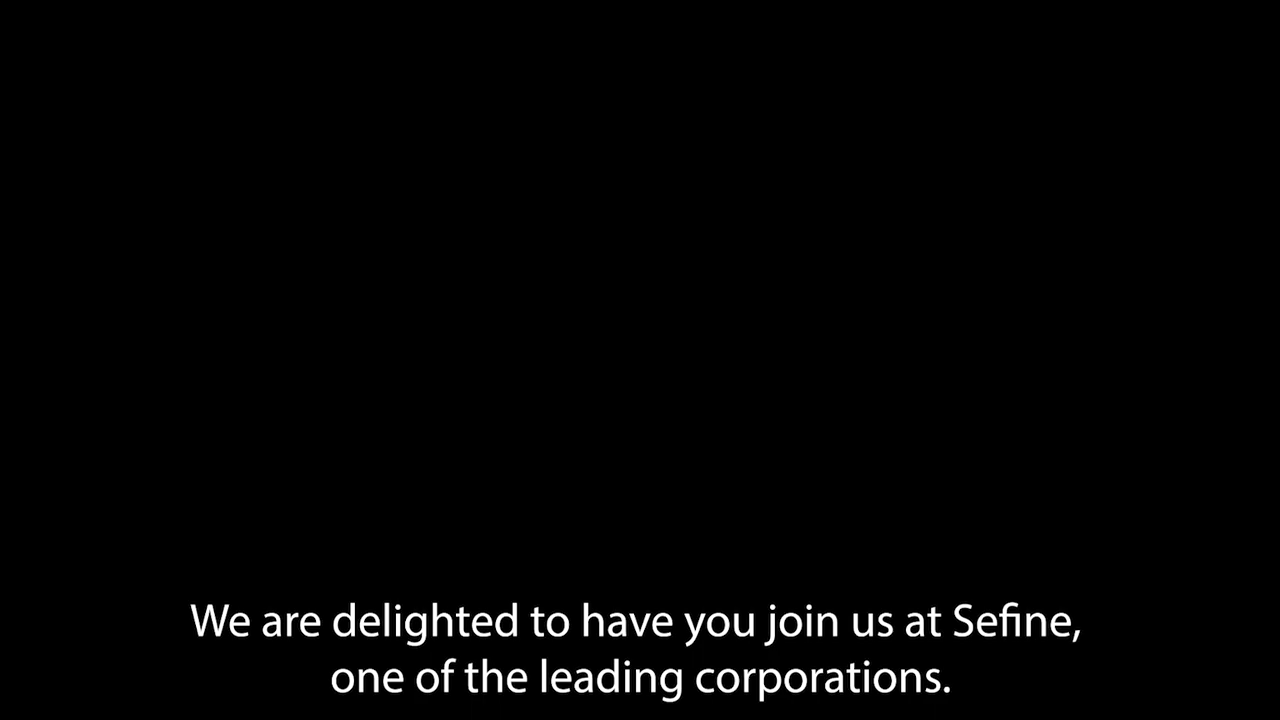 We are delighted to have you join us at Sefine,
one of the leading corporations.